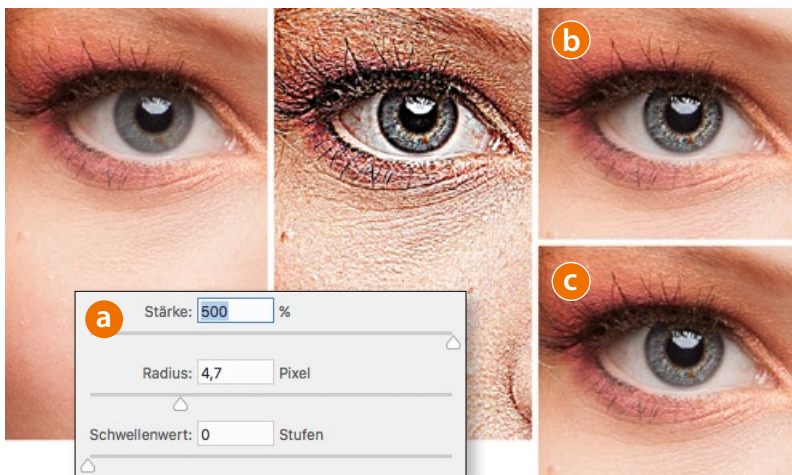 b
c
a
Stärke: 500 %
Radius: 4,7 Pixel
Schwellenwert: 0 Stufen